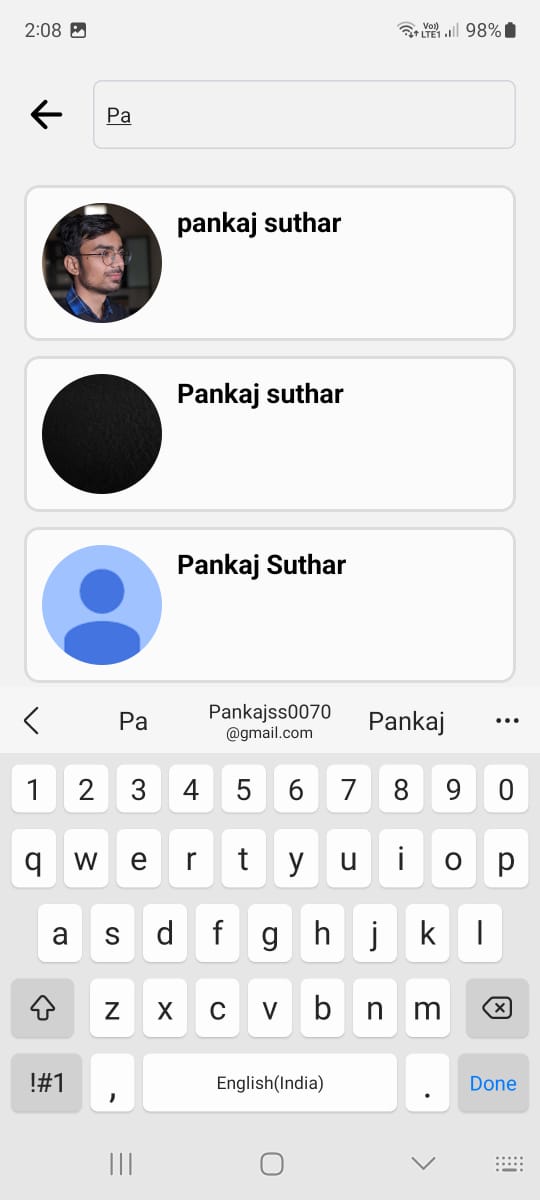 2:08 Vo)) LTE1 98%
Pa
pankaj suthar
Pankaj suthar
Pankaj Suthar
Pa Pankajss0070 @gmail.com Pankaj •••
1 2 3 4 5 6 7 8 9 0
q w e r t y u i o p
a s d f g h j k l
z x c v b n m
!#1 , English(India) . Done